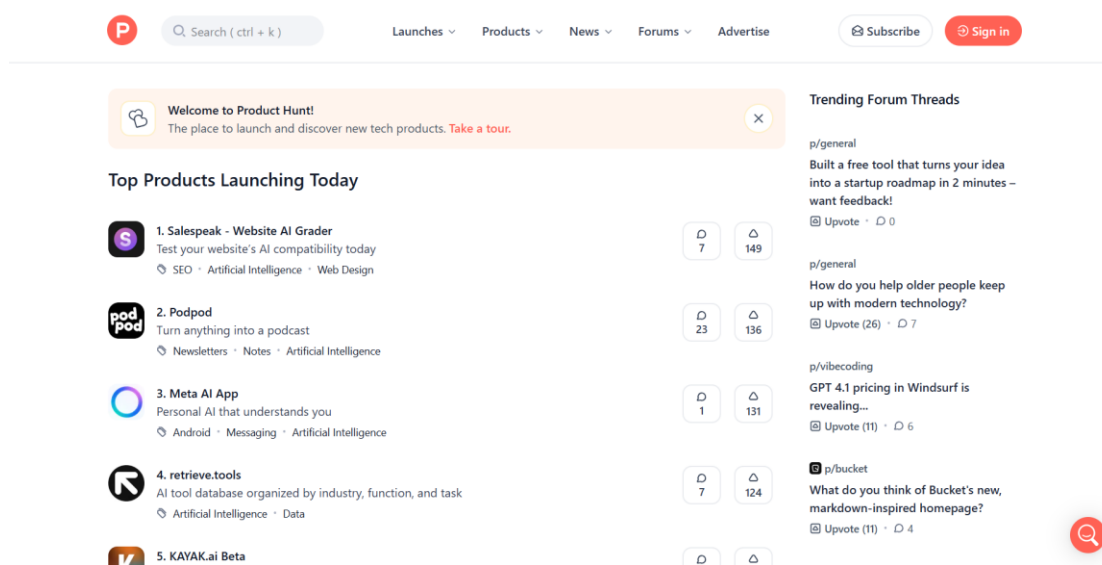 P
Search ( ctrl + k )
Launches
Products
News
Forums
Advertise
Subscribe
Sign in
Welcome to Product Hunt!
The place to launch and discover new tech products. Take a tour.
Top Products Launching Today
S
1. Salespeak - Website AI Grader
Test your website's AI compatibility today
SEO • Artificial Intelligence • Web Design
7
149
pod
pod
2. Podpod
Turn anything into a podcast
Newsletters • Notes • Artificial Intelligence
23
136
3. Meta AI App
Personal AI that understands you
Android • Messaging • Artificial Intelligence
1
131
4. retrieve.tools
AI tool database organized by industry, function, and task
Artificial Intelligence • Data
7
124
K
5. KAYAK.ai Beta
Trending Forum Threads
p/general
Built a free tool that turns your idea
into a startup roadmap in 2 minutes –
want feedback!
Upvote • 0
p/general
How do you help older people keep
up with modern technology?
Upvote (26) • 7
p/vibecoding
GPT 4.1 pricing in Windsurf is
revealing...
Upvote (11) • 6
p/bucket
What do you think of Bucket's new,
markdown-inspired homepage?
Upvote (11) • 4